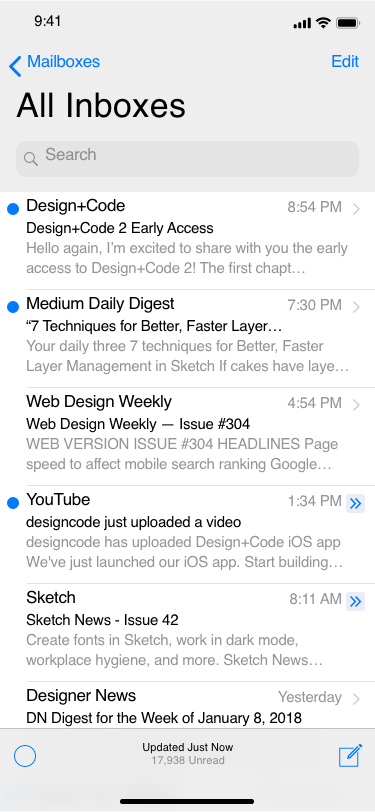 9:41
Mailboxes
Edit
All Inboxes
Search
Design+Code
8:54 PM
Design+Code 2 Early Access
Hello again, I'm excited to share with you the early
access to Design+Code 2! The first chapt…
Medium Daily Digest
7:30 PM
“7 Techniques for Better, Faster Layer…
Your daily three 7 techniques for Better, Faster
Layer Management in Sketch If cakes have laye…
Web Design Weekly
4:54 PM
Web Design Weekly — Issue #304
WEB VERSION ISSUE #304 HEADLINES Page
speed to affect mobile search ranking Google…
YouTube
1:34 PM
designcode just uploaded a video
designcode has uploaded Design+Code iOS app
We've just launched our iOS app. Start building…
Sketch
8:11 AM
Sketch News - Issue 42
Create fonts in Sketch, work in dark mode,
workplace hygiene, and more. Sketch News…
Designer News
Yesterday
DN Digest for the Week of January 8, 2018
Updated Just Now
17,938 Unread